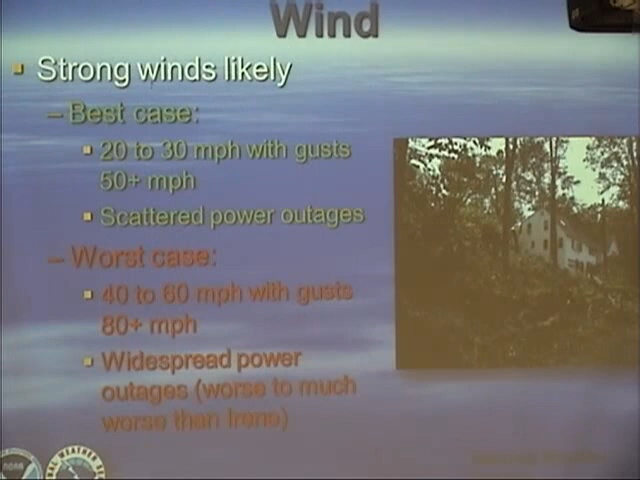 Wind
Strong winds likely
– Best case:
20 to 30 mph with gusts
50+ mph
Scattered power outages
– Worst case:
40 to 60 mph with gusts
80+ mph
Widespread power
outages (worse to much
worse than Irene)
noaa